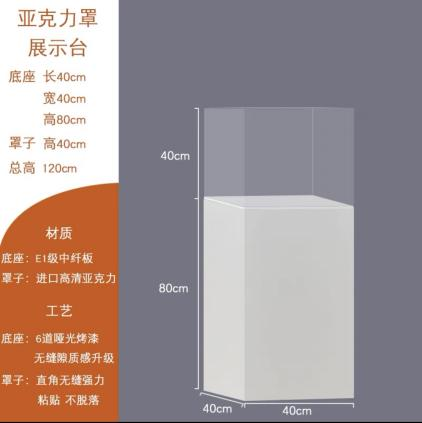 亚克力罩
展示台
底座 长40cm
宽40cm
高80cm
罩子 高40cm
总高 120cm
材质
底座：E1级中纤板
罩子：进口高清亚克力
工艺
底座：6道哑光烤漆
无缝隙质感升级
罩子：直角无缝强力
粘贴 不脱落
40cm
80cm
40cm
40cm